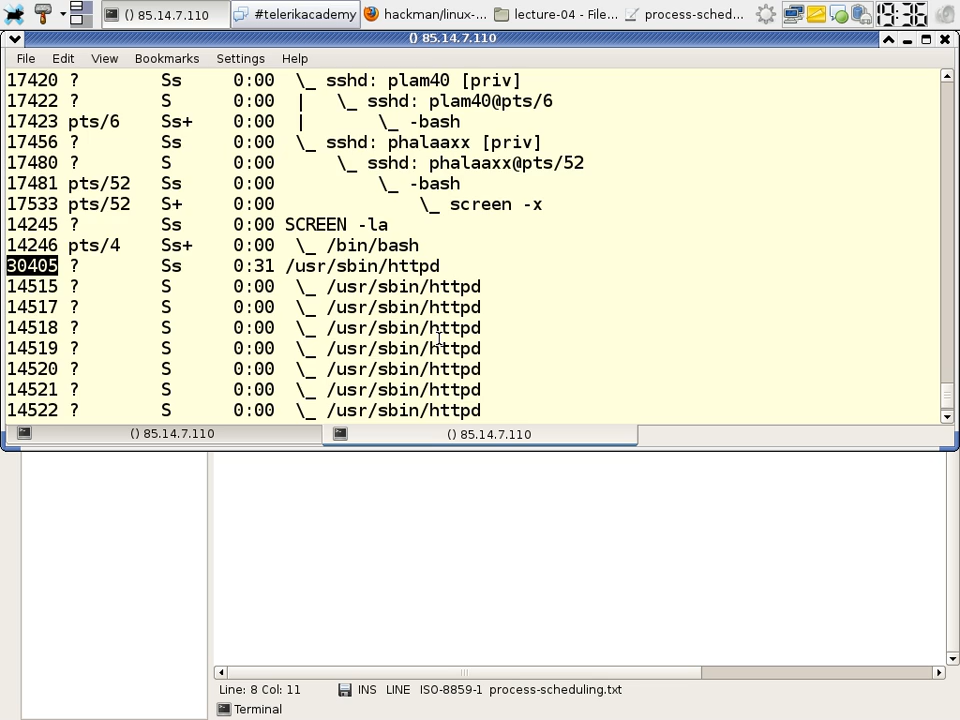 () 85.14.7.110 #telerikacademy hackman/linux-... lecture-04 - File... process-sched... 19:36
() 85.14.7.110
File Edit View Bookmarks Settings Help
17420 ? Ss 0:00 \_ sshd: plam40 [priv]
17422 ? S 0:00 | \_ sshd: plam40@pts/6
17423 pts/6 Ss+ 0:00 | \_ -bash
17456 ? Ss 0:00 \_ sshd: phalaaxx [priv]
17480 ? S 0:00 \_ sshd: phalaaxx@pts/52
17481 pts/52 Ss 0:00 \_ -bash
17533 pts/52 S+ 0:00 \_ screen -x
14245 ? Ss 0:00 SCREEN -la
14246 pts/4 Ss+ 0:00 \_ /bin/bash
30405 ? Ss 0:31 /usr/sbin/httpd
14515 ? S 0:00 \_ /usr/sbin/httpd
14517 ? S 0:00 \_ /usr/sbin/httpd
14518 ? S 0:00 \_ /usr/sbin/httpd
14519 ? S 0:00 \_ /usr/sbin/httpd
14520 ? S 0:00 \_ /usr/sbin/httpd
14521 ? S 0:00 \_ /usr/sbin/httpd
14522 ? S 0:00 \_ /usr/sbin/httpd
() 85.14.7.110 () 85.14.7.110
Line: 8 Col: 11 INS LINE ISO-8859-1 process-scheduling.txt
Terminal